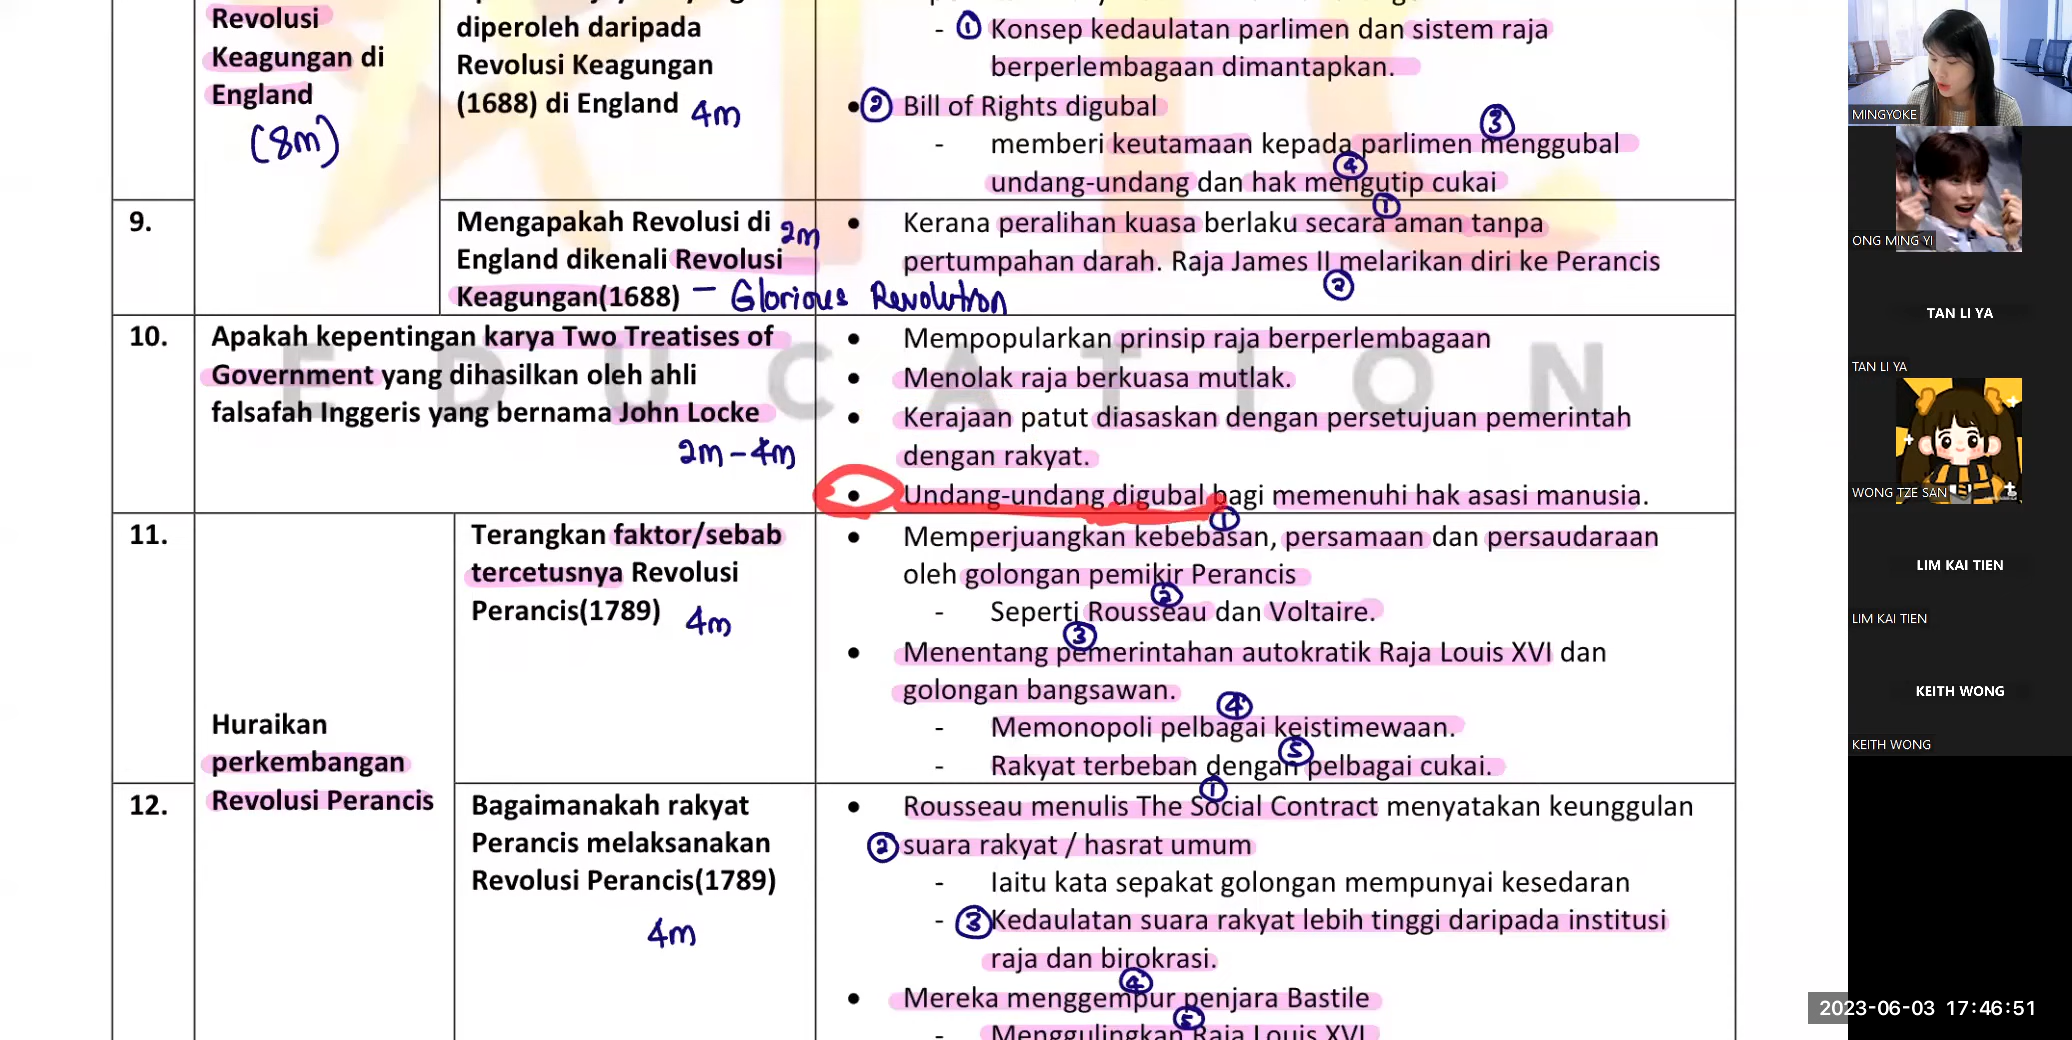 Revolusi
Keagungan di
England
(8m)
diperoleh daripada
Revolusi Keagungan
(1688) di England 4m
- ① Konsep kedaulatan parlimen dan sistem raja
berperlembagaan dimantapkan.
• ② Bill of Rights digubal
③
- memberi keutamaan kepada parlimen menggubal
④
undang-undang dan hak mengutip cukai
9.
Mengapakah Revolusi di 2m
England dikenali Revolusi
Keagungan(1688) – Glorious Revolution
①
• Kerana peralihan kuasa berlaku secara aman tanpa
pertumpahan darah. Raja James II melarikan diri ke Perancis
②
10.
Apakah kepentingan karya Two Treatises of
Government yang dihasilkan oleh ahli
falsafah Inggeris yang bernama John Locke
2m – 4m
• Mempopularkan prinsip raja berperlembagaan
• Menolak raja berkuasa mutlak.
• Kerajaan patut diasaskan dengan persetujuan pemerintah
dengan rakyat.
• Undang-undang digubal bagi memenuhi hak asasi manusia.
EDUCATION
11.
Huraikan
perkembangan
Revolusi Perancis
Terangkan faktor/sebab
tercetusnya Revolusi
Perancis(1789) 4m
①
• Memperjuangkan kebebasan, persamaan dan persaudaraan
oleh golongan pemikir Perancis
②
- Seperti Rousseau dan Voltaire.
③
• Menentang pemerintahan autokratik Raja Louis XVI dan
golongan bangsawan.
④
- Memonopoli pelbagai keistimewaan.
⑤
- Rakyat terbeban dengan pelbagai cukai.
12.
Bagaimanakah rakyat
Perancis melaksanakan
Revolusi Perancis(1789)
4m
①
• Rousseau menulis The Social Contract menyatakan keunggulan
② suara rakyat / hasrat umum
- Iaitu kata sepakat golongan mempunyai kesedaran
- ③ Kedaulatan suara rakyat lebih tinggi daripada institusi
raja dan birokrasi.
④
• Mereka menggempur penjara Bastile
⑤
- Menggulingkan Raja Louis XVI
MINGYOKE
ONG MING YI
TAN LI YA
TAN LI YA
WONG TZE SAN
LIM KAI TIEN
LIM KAI TIEN
KEITH WONG
KEITH WONG
2023-06-03 17:46:51